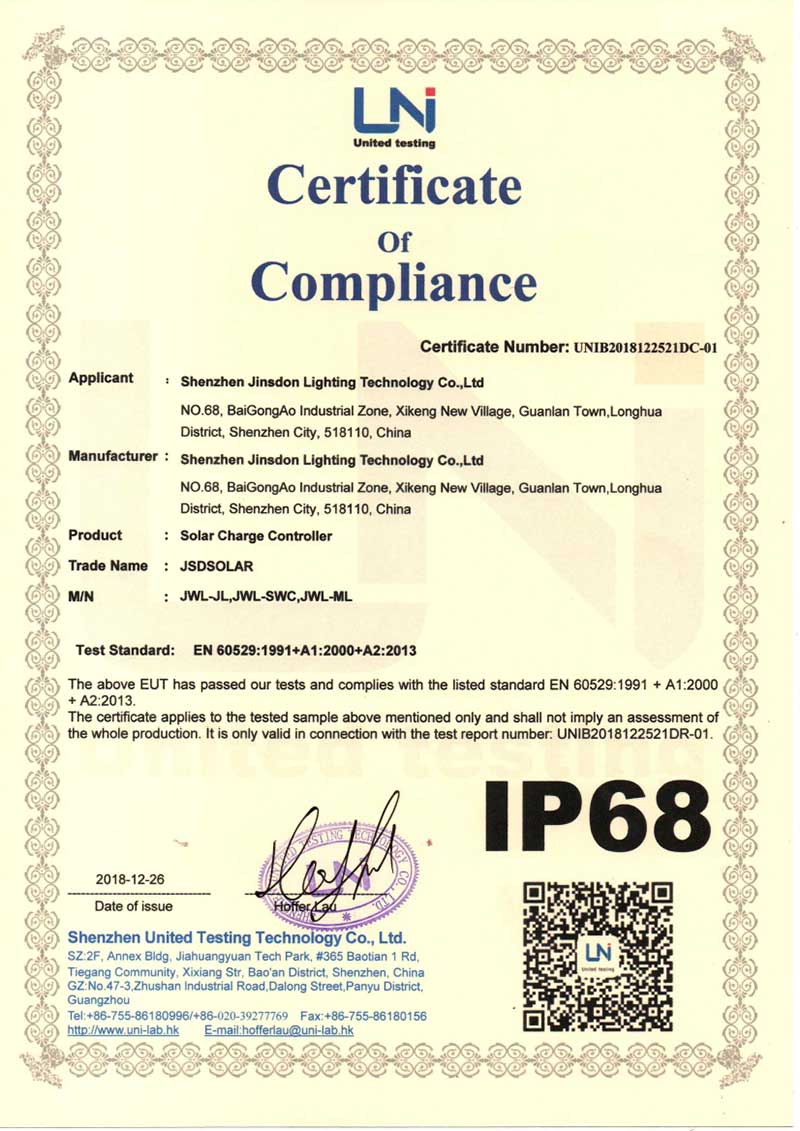 UNi
United testing
Certificate
Of
Compliance
Certificate Number: UNIB2018122521DC-01
Applicant : Shenzhen Jinsdon Lighting Technology Co.,Ltd
NO.68, BaiGongAo Industrial Zone, Xikeng New Village, Guanlan Town,Longhua
District, Shenzhen City, 518110, China
Manufacturer : Shenzhen Jinsdon Lighting Technology Co.,Ltd
NO.68, BaiGongAo Industrial Zone, Xikeng New Village, Guanlan Town,Longhua
District, Shenzhen City, 518110, China
Product : Solar Charge Controller
Trade Name : JSDSOLAR
M/N : JWL-JL,JWL-SWC,JWL-ML
Test Standard: EN 60529:1991+A1:2000+A2:2013
The above EUT has passed our tests and complies with the listed standard EN 60529:1991 + A1:2000
+ A2:2013.
The certificate applies to the tested sample above mentioned only and shall not imply an assessment of
the whole production. It is only valid in connection with the test report number: UNIB2018122521DR-01.
United testing
IP68
2018-12-26
Date of issue
Hoffer Lau
TESTING TECHNOLOGY CO., LTD
Shenzhen United Testing Technology Co., Ltd.
SZ:2F, Annex Bldg, Jiahuangyuan Tech Park, #365 Baotian 1 Rd,
Tiegang Community, Xixiang Str, Bao'an District, Shenzhen, China
GZ:No.47-3,Zhushan Industrial Road,Dalong Street,Panyu District,
Guangzhou
Tel:+86-755-86180996/+86-020-39277769 Fax:+86-755-86180156
http://www.uni-lab.hk E-mail:hofferlau@uni-lab.hk
UNi
United testing